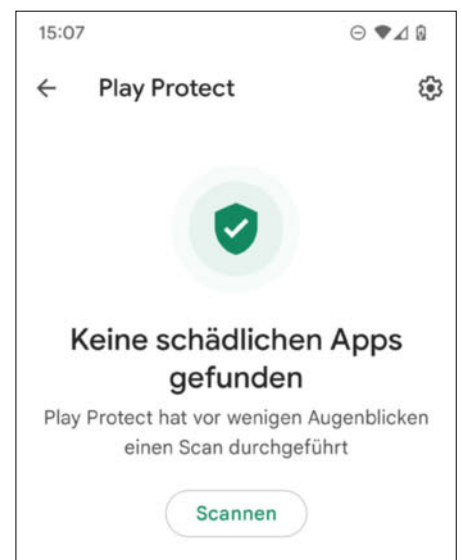 15:07
Play Protect
Keine schädlichen Apps
gefunden
Play Protect hat vor wenigen Augenblicken
einen Scan durchgeführt
Scannen